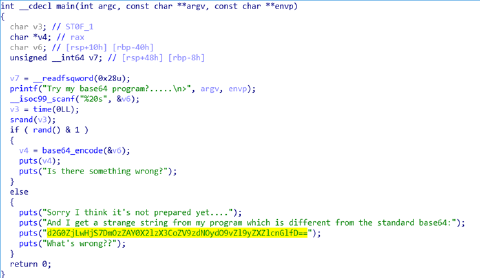 int __cdecl main(int argc, const char **argv, const char **envp)
{
char v3; // ST0F_1
char *v4; // rax
char v6; // [rsp+10h] [rbp-40h]
unsigned __int64 v7; // [rsp+48h] [rbp-8h]
v7 = __readfsqword(0x28u);
printf("Try my base64 program?.....\n>", argv, envp);
__isoc99_scanf("%20s", &v6);
v3 = time(0LL);
srand(v3);
if ( rand() & 1 )
{
v4 = base64_encode(&v6);
puts(v4);
puts("Is there something wrong?");
}
else
{
puts("Sorry I think it's not prepared yet....");
puts("And I get a strange string from my program which is different from the standard base64:");
puts("
==");
puts("What's wrong??");
}
return 0;
}